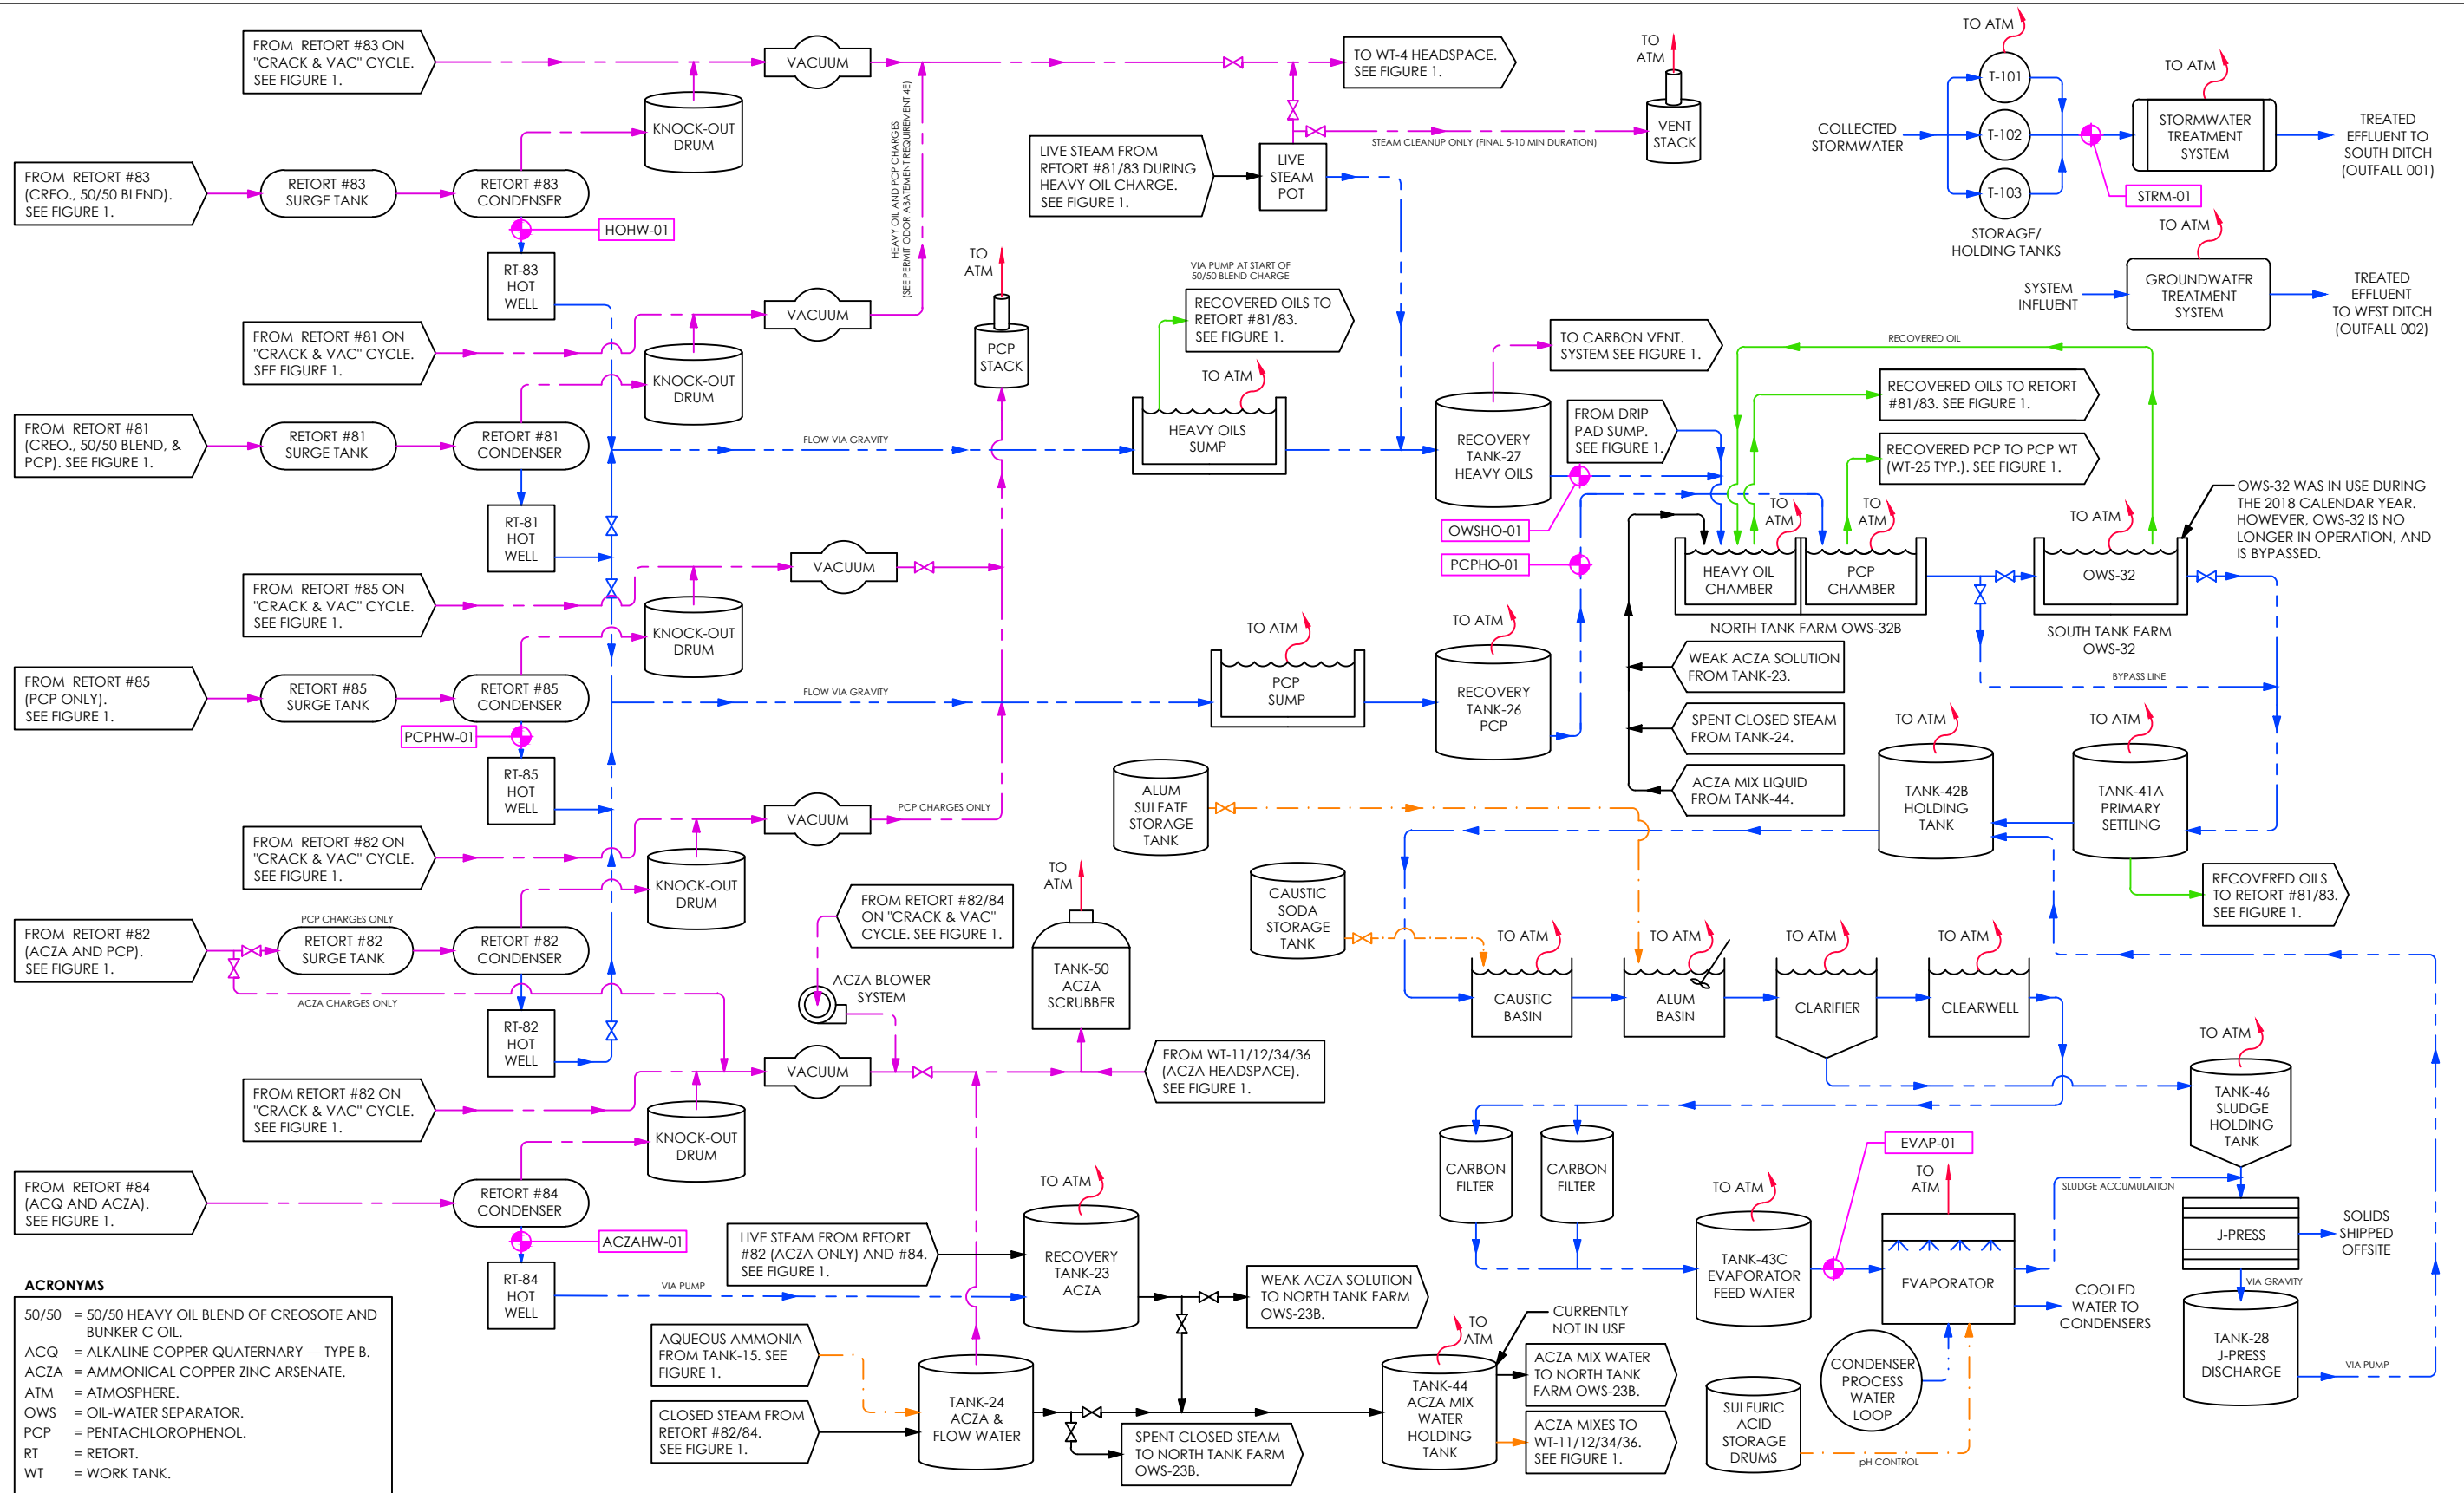 FROM RETORT #83 ON
"CRACK & VAC" CYCLE.
SEE FIGURE 1.
VACUUM
KNOCK-OUT
DRUM
TO WT-4 HEADSPACE.
SEE FIGURE 1.
TO
ATM
VENT
STACK
STEAM CLEANUP ONLY (FINAL 5-10 MIN DURATION)
LIVE STEAM FROM
RETORT #81/83 DURING
HEAVY OIL CHARGE.
SEE FIGURE 1.
LIVE
STEAM
POT
TO ATM
T-101
T-102
T-103
COLLECTED
STORMWATER
STORAGE/
HOLDING TANKS
STRM-01
TO ATM
STORMWATER
TREATMENT
SYSTEM
TREATED
EFFLUENT TO
SOUTH DITCH
(OUTFALL 001)
TO ATM
SYSTEM
INFLUENT
GROUNDWATER
TREATMENT
SYSTEM
TREATED
EFFLUENT
TO WEST DITCH
(OUTFALL 002)
FROM RETORT #83
(CREO., 50/50 BLEND).
SEE FIGURE 1.
RETORT #83
SURGE TANK
RETORT #83
CONDENSER
HOHW-01
RT-83
HOT
WELL
HEAVY OIL AND PCP CHARGES
(SEE PERMIT ODOR ABATEMENT REQUIREMENT 4E)
FROM RETORT #81 ON
"CRACK & VAC" CYCLE.
SEE FIGURE 1.
VACUUM
KNOCK-OUT
DRUM
TO
ATM
PCP
STACK
VIA PUMP AT START OF
50/50 BLEND CHARGE
RECOVERED OILS TO
RETORT #81/83.
SEE FIGURE 1.
TO ATM
HEAVY OILS
SUMP
TO CARBON VENT.
SYSTEM SEE FIGURE 1.
RECOVERY
TANK-27
HEAVY OILS
FROM DRIP
PAD SUMP.
SEE FIGURE 1.
RECOVERED OIL
RECOVERED OILS TO RETORT
#81/83. SEE FIGURE 1.
RECOVERED PCP TO PCP WT
(WT-25 TYP.). SEE FIGURE 1.
OWS-32 WAS IN USE DURING
THE 2018 CALENDAR YEAR.
HOWEVER, OWS-32 IS NO
LONGER IN OPERATION, AND
IS BYPASSED.
FROM RETORT #81
(CREO., 50/50 BLEND, &
PCP). SEE FIGURE 1.
RETORT #81
SURGE TANK
RETORT #81
CONDENSER
FLOW VIA GRAVITY
RT-81
HOT
WELL
OWSHO-01
PCPHO-01
TO
ATM
HEAVY OIL
CHAMBER
TO
ATM
PCP
CHAMBER
NORTH TANK FARM OWS-32B
TO ATM
OWS-32
SOUTH TANK FARM
OWS-32
BYPASS LINE
FROM RETORT #85 ON
"CRACK & VAC" CYCLE.
SEE FIGURE 1.
VACUUM
KNOCK-OUT
DRUM
FROM RETORT #85
(PCP ONLY).
SEE FIGURE 1.
RETORT #85
SURGE TANK
RETORT #85
CONDENSER
PCPHW-01
RT-85
HOT
WELL
FLOW VIA GRAVITY
TO ATM
PCP
SUMP
TO ATM
RECOVERY
TANK-26
PCP
WEAK ACZA SOLUTION
FROM TANK-23.
SPENT CLOSED STEAM
FROM TANK-24.
ACZA MIX LIQUID
FROM TANK-44.
TO ATM
TANK-42B
HOLDING
TANK
TO ATM
TANK-41A
PRIMARY
SETTLING
RECOVERED OILS
TO RETORT #81/83.
SEE FIGURE 1.
ALUM
SULFATE
STORAGE
TANK
CAUSTIC
SODA
STORAGE
TANK
FROM RETORT #82 ON
"CRACK & VAC" CYCLE.
SEE FIGURE 1.
VACUUM
PCP CHARGES ONLY
KNOCK-OUT
DRUM
FROM RETORT #82
(ACZA AND PCP).
SEE FIGURE 1.
PCP CHARGES ONLY
RETORT #82
SURGE TANK
RETORT #82
CONDENSER
ACZA CHARGES ONLY
RT-82
HOT
WELL
FROM RETORT #82/84
ON "CRACK & VAC"
CYCLE. SEE FIGURE 1.
ACZA BLOWER
SYSTEM
TO
ATM
TANK-50
ACZA
SCRUBBER
FROM WT-11/12/34/36
(ACZA HEADSPACE).
SEE FIGURE 1.
TO ATM
CAUSTIC
BASIN
TO ATM
ALUM
BASIN
TO ATM
CLARIFIER
TO ATM
CLEARWELL
TO ATM
TANK-46
SLUDGE
HOLDING
TANK
FROM RETORT #82 ON
"CRACK & VAC" CYCLE.
SEE FIGURE 1.
VACUUM
KNOCK-OUT
DRUM
FROM RETORT #84
(ACQ AND ACZA).
SEE FIGURE 1.
RETORT #84
CONDENSER
ACZAHW-01
RT-84
HOT
WELL
VIA PUMP
LIVE STEAM FROM RETORT
#82 (ACZA ONLY) AND #84.
SEE FIGURE 1.
TO ATM
RECOVERY
TANK-23
ACZA
WEAK ACZA SOLUTION
TO NORTH TANK FARM
OWS-23B.
CARBON
FILTER
CARBON
FILTER
TO ATM
TANK-43C
EVAPORATOR
FEED WATER
EVAP-01
TO
ATM
EVAPORATOR
SLUDGE ACCUMULATION
COOLED
WATER TO
CONDENSERS
CONDENSER
PROCESS
WATER
LOOP
SULFURIC
ACID
STORAGE
DRUMS
pH CONTROL
J-PRESS
SOLIDS
SHIPPED
OFFSITE
VIA GRAVITY
TANK-28
J-PRESS
DISCHARGE
VIA PUMP
AQUEOUS AMMONIA
FROM TANK-15. SEE
FIGURE 1.
CLOSED STEAM FROM
RETORT #82/84.
SEE FIGURE 1.
TANK-24
ACZA &
FLOW WATER
SPENT CLOSED STEAM
TO NORTH TANK FARM
OWS-23B.
TO
ATM
CURRENTLY
NOT IN USE
TANK-44
ACZA MIX
WATER
HOLDING
TANK
ACZA MIX WATER
TO NORTH TANK
FARM OWS-23B.
ACZA MIXES TO
WT-11/12/34/36.
SEE FIGURE 1.
ACRONYMS
50/50 = 50/50 HEAVY OIL BLEND OF CREOSOTE AND
BUNKER C OIL.
ACQ = ALKALINE COPPER QUATERNARY — TYPE B.
ACZA = AMMONICAL COPPER ZINC ARSENATE.
ATM = ATMOSPHERE.
OWS = OIL-WATER SEPARATOR.
PCP = PENTACHLOROPHENOL.
RT = RETORT.
WT = WORK TANK.